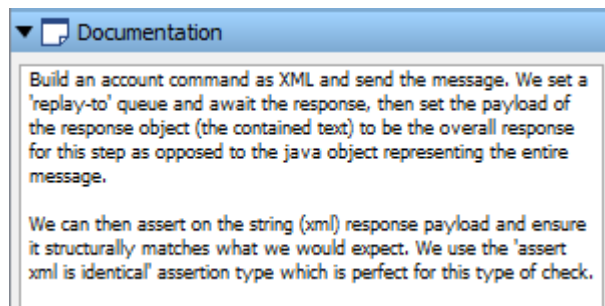 Documentation
Build an account command as XML and send the message. We set a
'replay-to' queue and await the response, then set the payload of
the response object (the contained text) to be the overall response
for this step as opposed to the java object representing the entire
message.
We can then assert on the string (xml) response payload and ensure
it structurally matches what we would expect. We use the 'assert
xml is identical' assertion type which is perfect for this type of check.